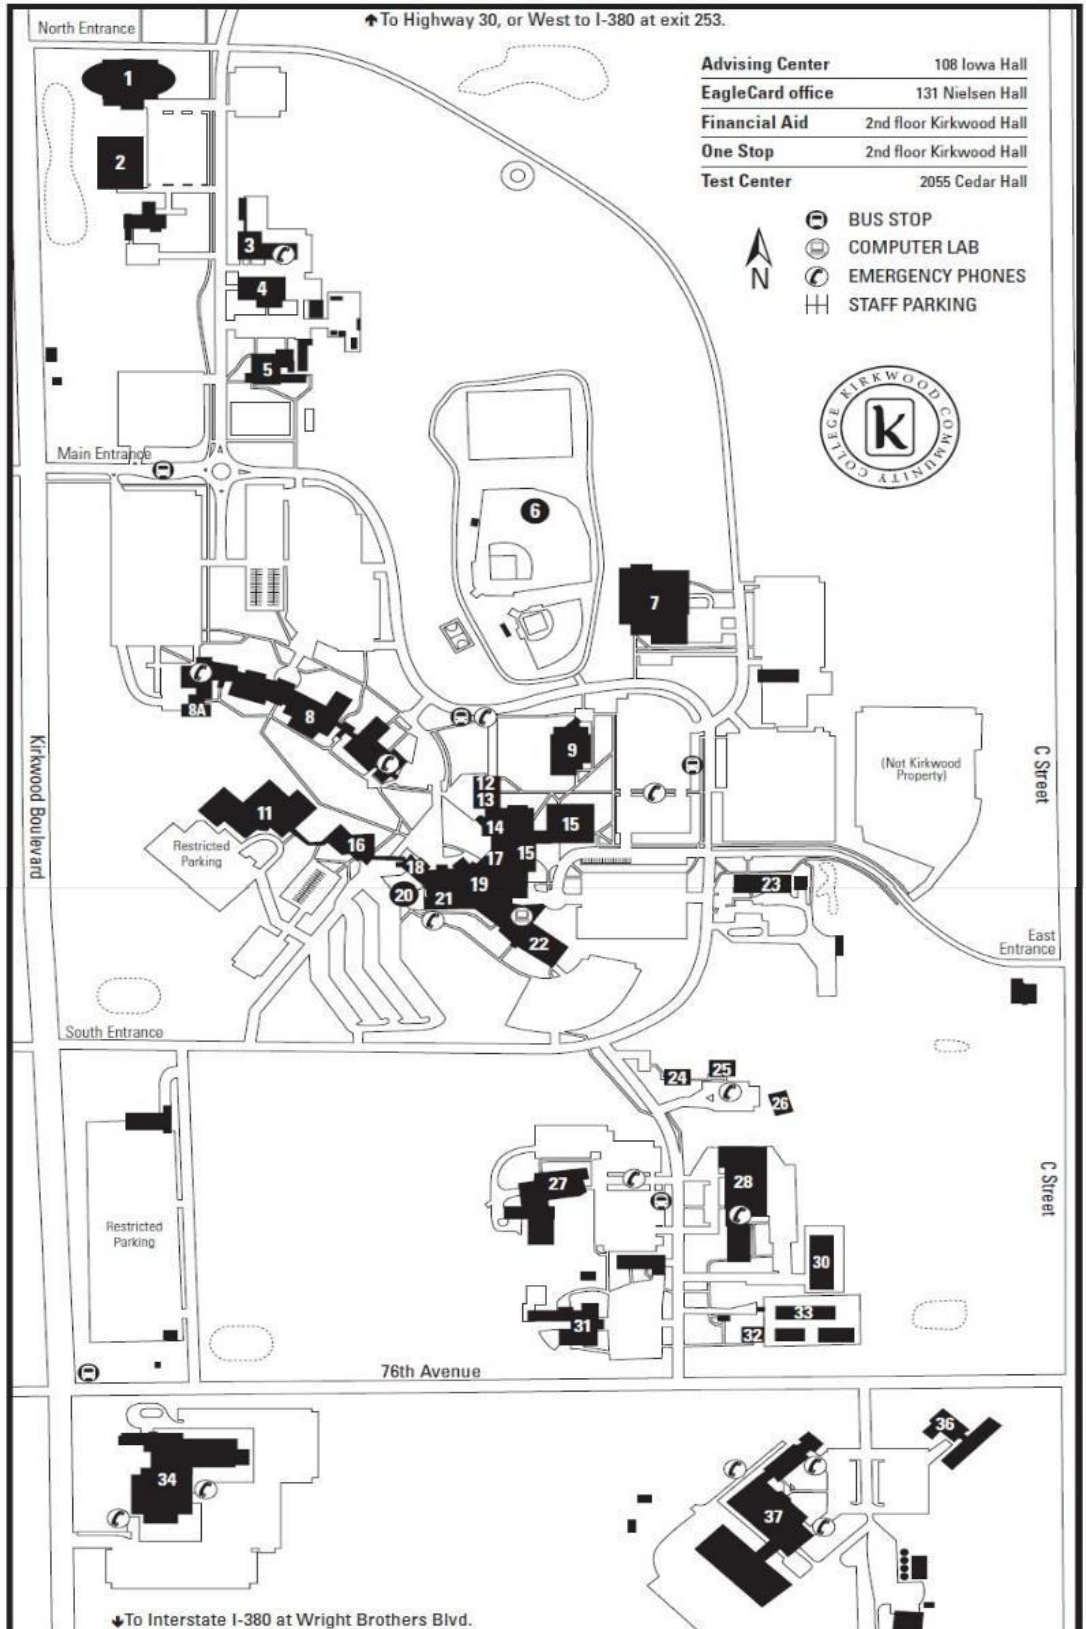 North Entrance
To Highway 30, or West to I-380 at exit 253.
Advising Center 108 Iowa Hall
EagleCard office 131 Nielsen Hall
Financial Aid 2nd floor Kirkwood Hall
One Stop 2nd floor Kirkwood Hall
Test Center 2055 Cedar Hall
BUS STOP
COMPUTER LAB
EMERGENCY PHONES
STAFF PARKING
N
KIRKWOOD COMMUNITY COLLEGE
k
1
2
3
4
5
Main Entrance
6
7
8A
8
9
(Not Kirkwood
Property)
Kirkwood Boulevard
C Street
11
12
13
14
15
Restricted
Parking
16
17
15
18
19
20
21
22
23
East
Entrance
South Entrance
24
25
26
27
28
C Street
Restricted
Parking
30
31
32
33
76th Avenue
34
36
37
To Interstate I-380 at Wright Brothers Blvd.